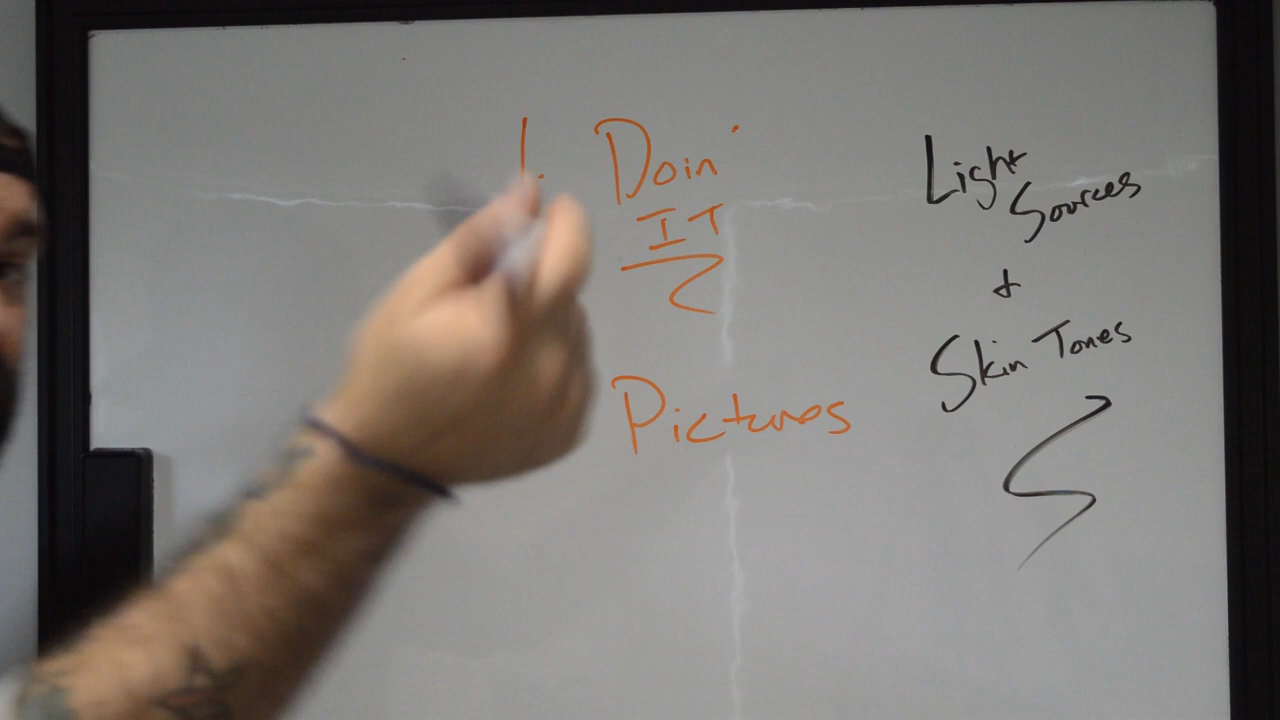 1. Doin'
IT
Pictures
Light
Sources
+
Skin Tones